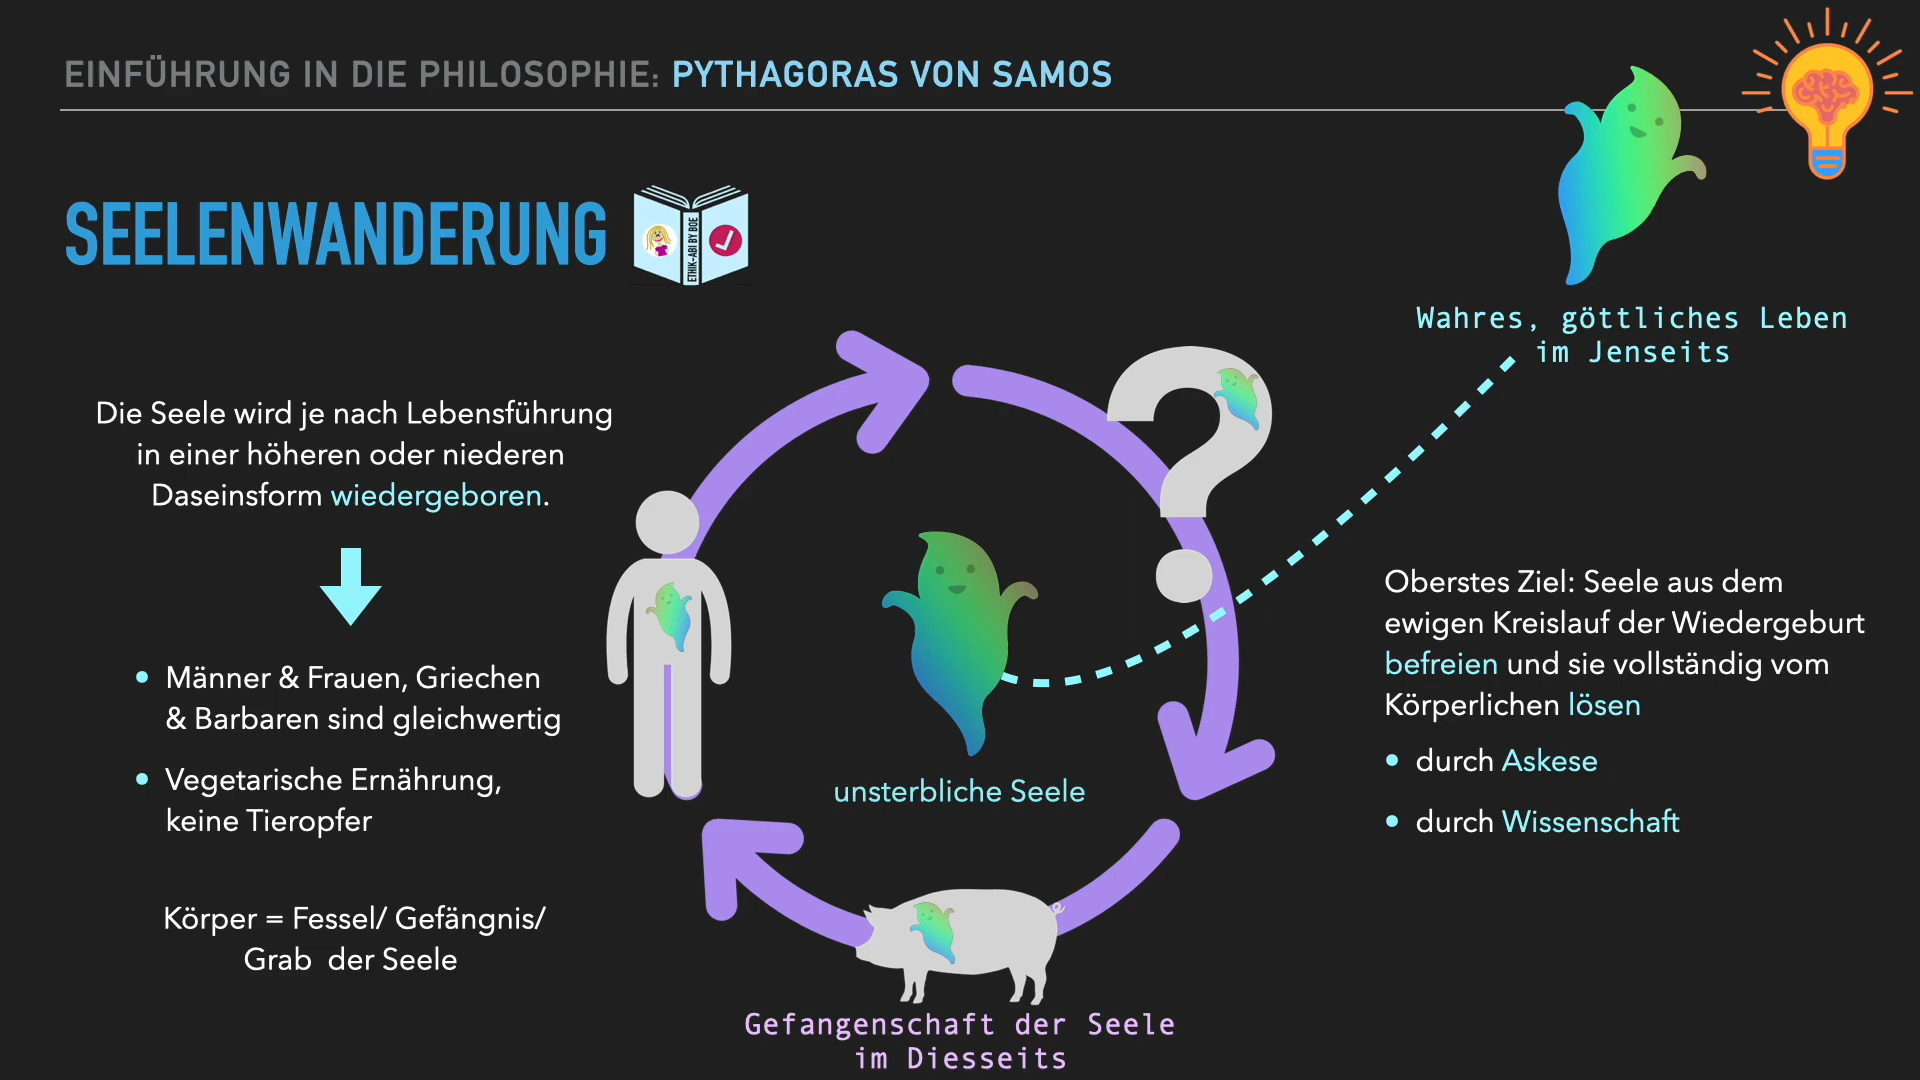 EINFÜHRUNG IN DIE PHILOSOPHIE: PYTHAGORAS VON SAMOS
SEELENWANDERUNG
ETHIK-ABI BY BOE
Die Seele wird je nach Lebensführung
in einer höheren oder niederen
Daseinsform wiedergeboren.
• Männer & Frauen, Griechen
& Barbaren sind gleichwertig
• Vegetarische Ernährung,
keine Tieropfer
Körper = Fessel/ Gefängnis/
Grab der Seele
?
unsterbliche Seele
Gefangenschaft der Seele
im Diesseits
Wahres, göttliches Leben
im Jenseits
Oberstes Ziel: Seele aus dem
ewigen Kreislauf der Wiedergeburt
befreien und sie vollständig vom
Körperlichen lösen
• durch Askese
• durch Wissenschaft